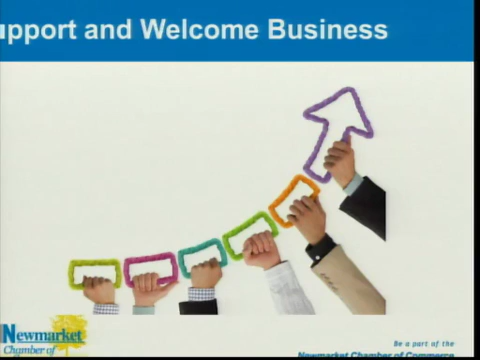 upport and Welcome Business
Newmarket
Chamber of
Be a part of the
Newmarket Chamber of Commerce